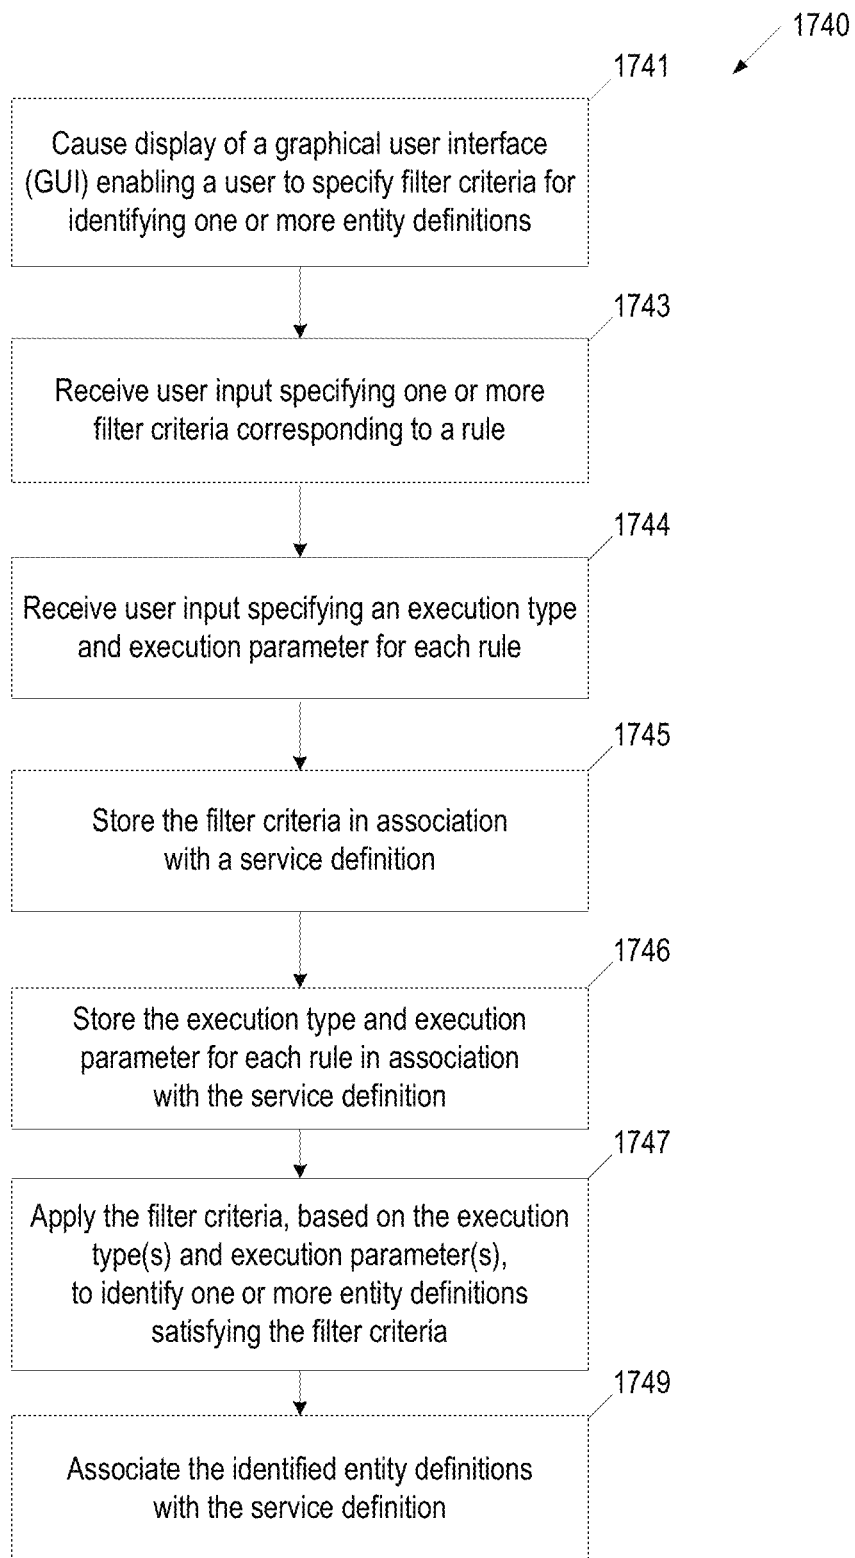 1740
1741
Cause display of a graphical user interface
(GUI) enabling a user to specify filter criteria for
identifying one or more entity definitions
1743
Receive user input specifying one or more
filter criteria corresponding to a rule
1744
Receive user input specifying an execution type
and execution parameter for each rule
1745
Store the filter criteria in association
with a service definition
1746
Store the execution type and execution
parameter for each rule in association
with the service definition
1747
Apply the filter criteria, based on the execution
type(s) and execution parameter(s),
to identify one or more entity definitions
satisfying the filter criteria
1749
Associate the identified entity definitions
with the service definition